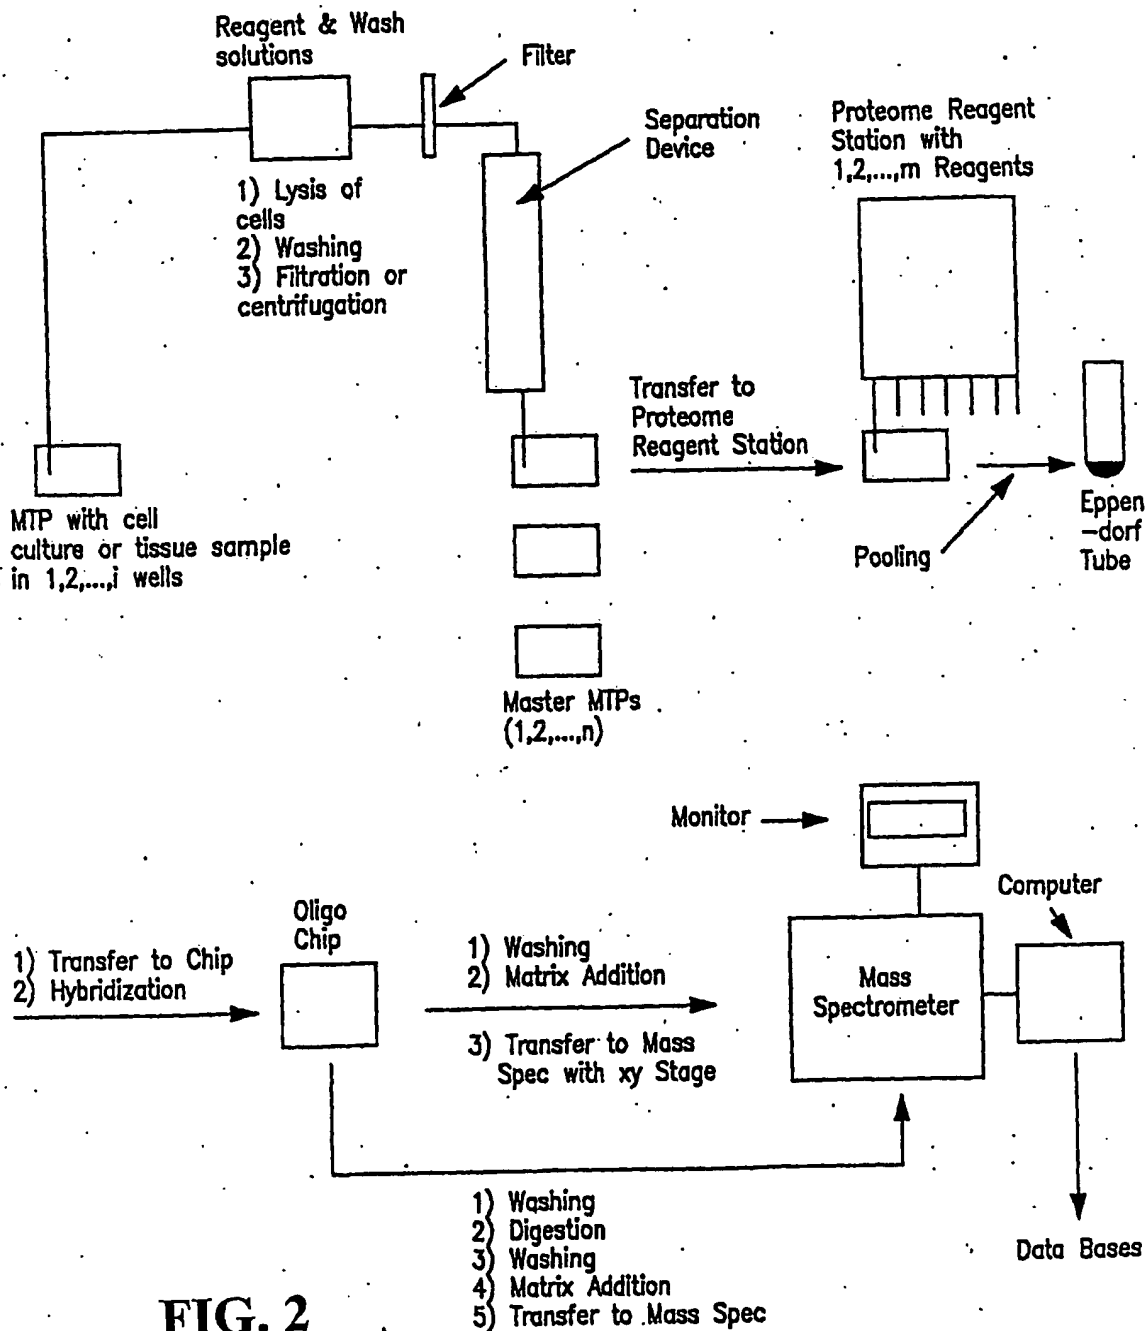 Reagent & Wash
solutions
Filter
Separation
Device
Proteome Reagent
Station with
1,2,...,m Reagents
1) Lysis of
cells
2) Washing
3) Filtration or
centrifugation
Transfer to
Proteome
Reagent Station
MTP with cell
culture or tissue sample
in 1,2,...,i wells
Pooling
Eppen
-dorf
Tube
Master MTPs
(1,2,...,n)
Monitor
Computer
Oligo
Chip
1) Transfer to Chip
2) Hybridization
1) Washing
2) Matrix Addition
3) Transfer to Mass
Spec with xy Stage
Mass
Spectrometer
1) Washing
2) Digestion
3) Washing
4) Matrix Addition
5) Transfer to Mass Spec
Data Bases
FIG. 2